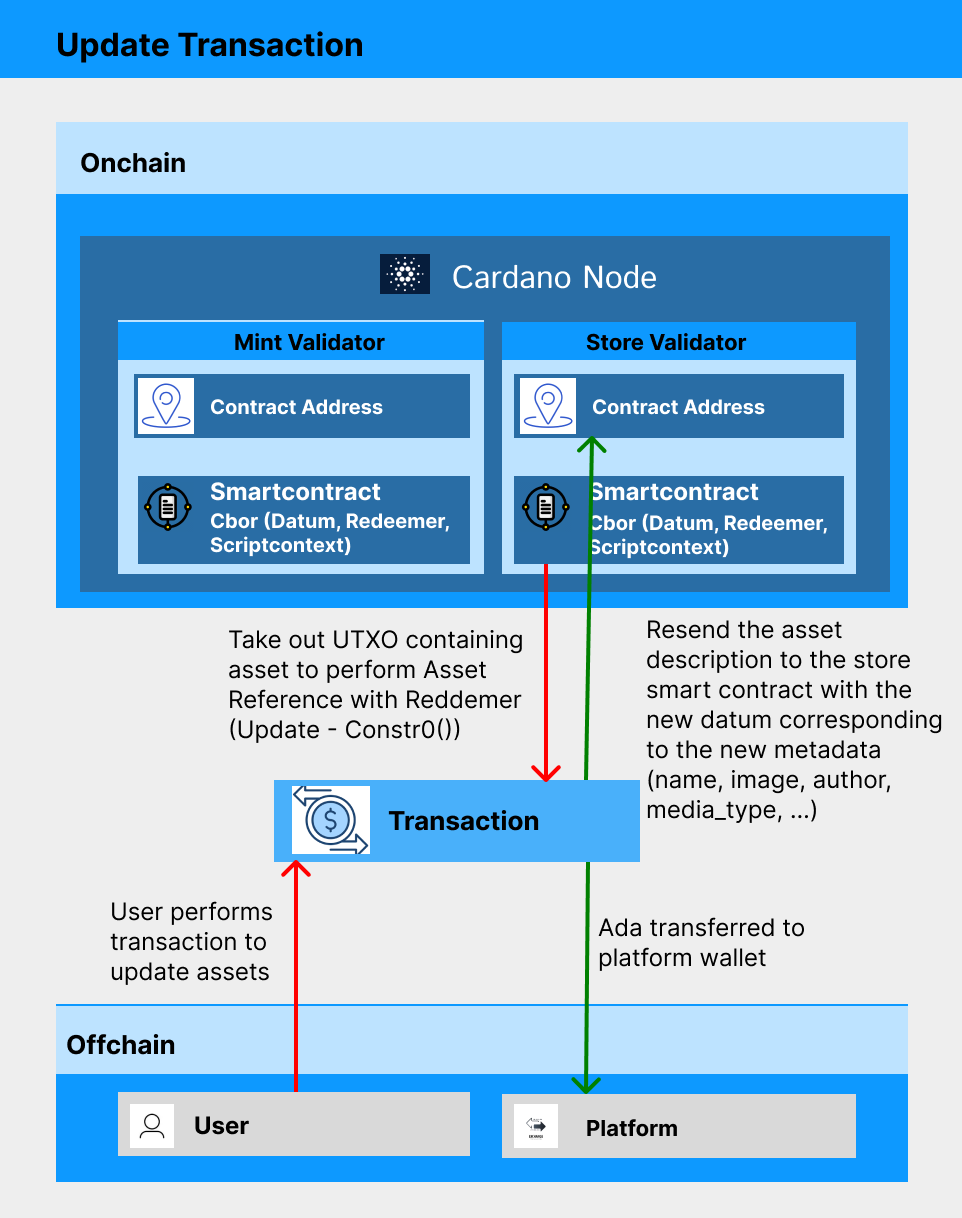 Update Transaction
Onchain
Cardano Node
Mint Validator
Contract Address
Smartcontract
Cbor (Datum, Redeemer,
Scriptcontext)
Store Validator
Contract Address
Smartcontract
Cbor (Datum, Redeemer,
Scriptcontext)
Take out UTXO containing
asset to perform Asset
Reference with Reddemer
(Update - Constr0())
Resend the asset
description to the store
smart contract with the
new datum corresponding
to the new metadata
(name, image, author,
media_type, ...)
$
Transaction
User performs
transaction to
update assets
Ada transferred to
platform wallet
Offchain
User
Platform